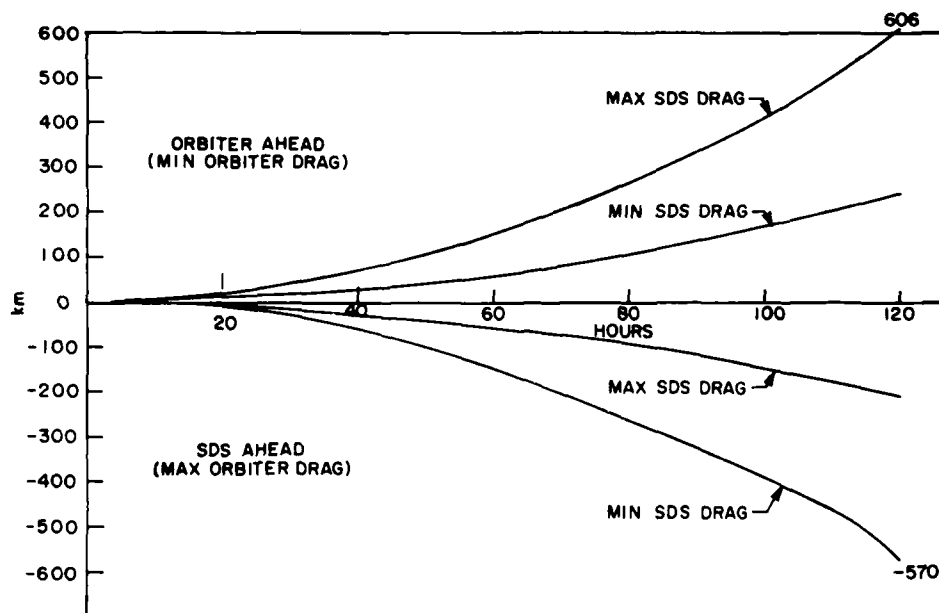 606
600
500
400
300
200
100
0
-100
-200
-300
-400
-500
-600
km
MAX SDS DRAG
ORBITER AHEAD
(MIN ORBITER DRAG)
MIN SDS DRAG
20
40
60
80
100
120
HOURS
MAX SDS DRAG
SDS AHEAD
(MAX ORBITER DRAG)
MIN SDS DRAG
-570